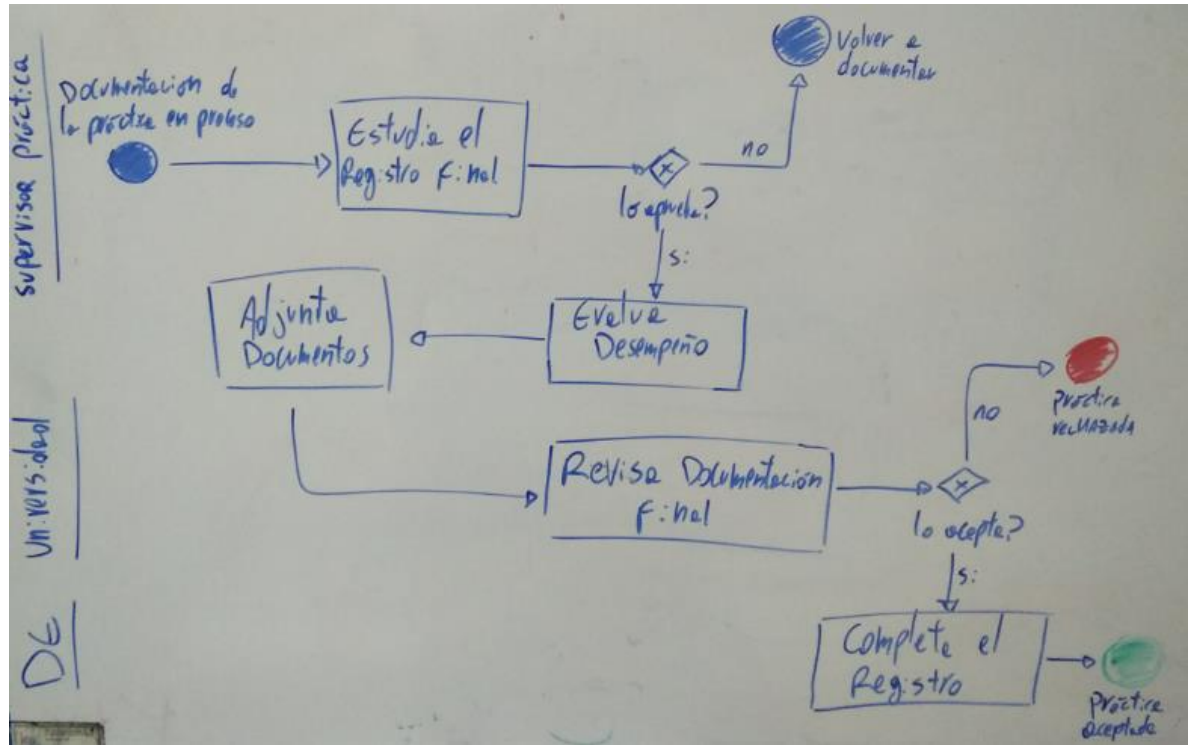 Supervisor práctica
Documentación de
la práctica en proceso
Estudia el
Registro Final
lo aprueba?
no
Volver a
documentar
si
Evalua
Desempeño
Adjunta
Documentos
Universidad
Revisa Documentación
Final
lo acepta?
no
práctica
rechazada
si
DE
Completa el
Registro
práctica
aceptada